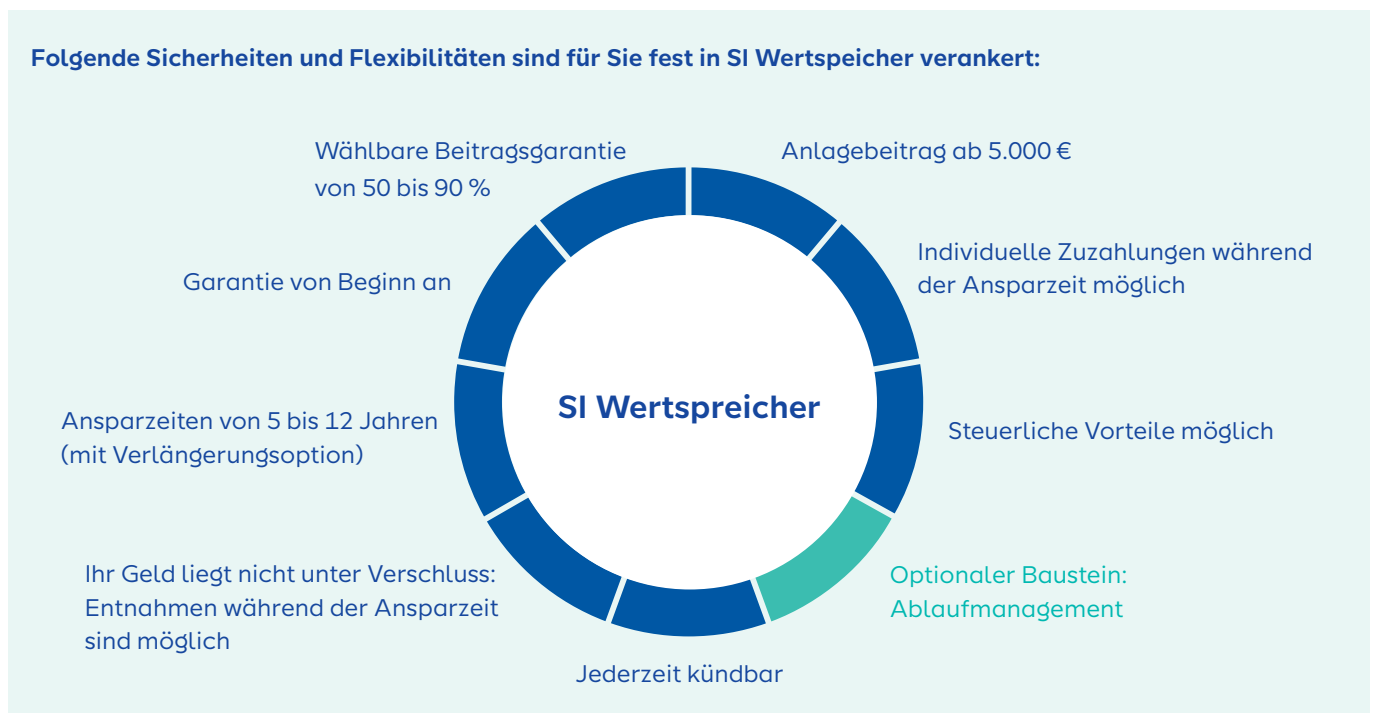 Folgende Sicherheiten und Flexibilitäten sind für Sie fest in SI Wertspeicher verankert:
Wählbare Beitragsgarantie
von 50 bis 90 %
Anlagebeitrag ab 5.000 €
Individuelle Zuzahlungen während
der Ansparzeit möglich
Garantie von Beginn an
SI Wertspreicher
Ansparzeiten von 5 bis 12 Jahren
(mit Verlängerungsoption)
Steuerliche Vorteile möglich
Ihr Geld liegt nicht unter Verschluss:
Entnahmen während der Ansparzeit
sind möglich
Optionaler Baustein:
Ablaufmanagement
Jederzeit kündbar